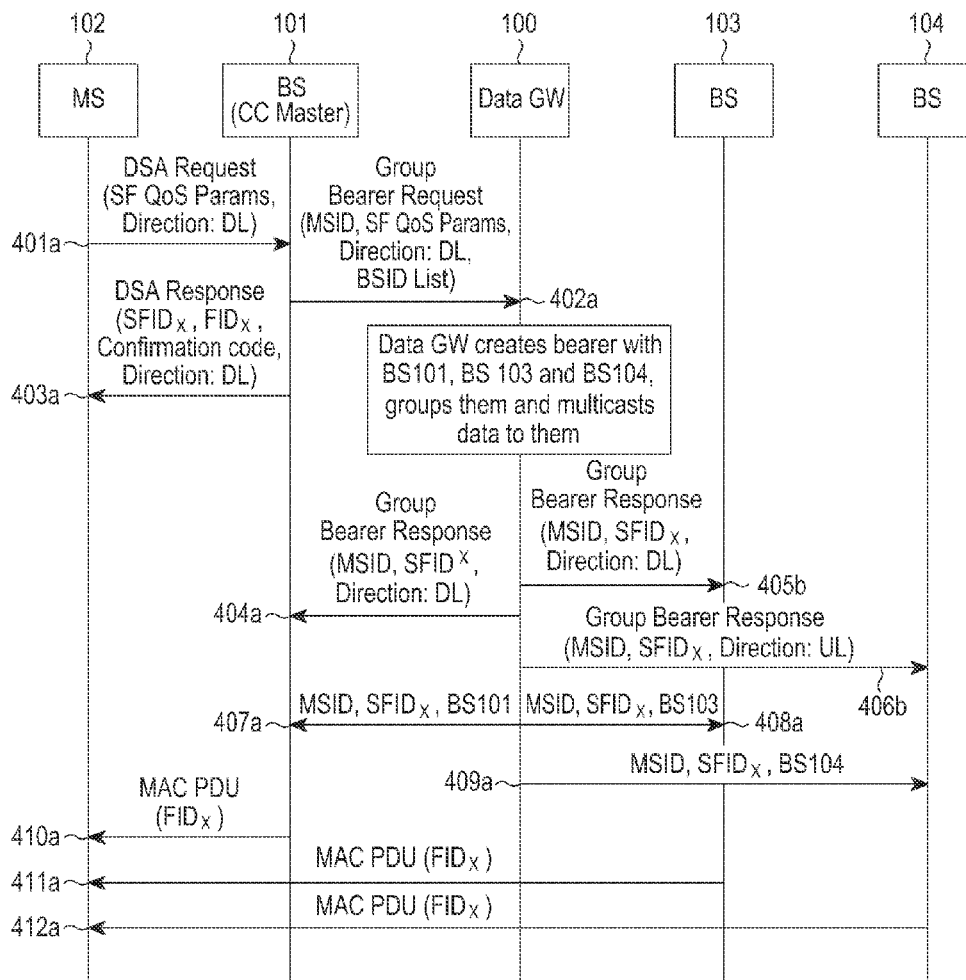 102
101
100
103
104
MS
BS
(CC Master)
Data GW
BS
BS
DSA Request
(SF QoS Params,
Direction: DL)
401a
Group
Bearer Request
(MSID, SF QoS Params,
Direction: DL,
BSID List)
402a
DSA Response
(SFIDX, FIDX,
Confirmation code,
Direction: DL)
403a
Data GW creates bearer with
BS101, BS 103 and BS104,
groups them and multicasts
data to them
Group
Bearer Response
(MSID, SFIDX,
Direction: DL)
405b
Group
Bearer Response
(MSID, SFIDX,
Direction: DL)
404a
Group Bearer Response
(MSID, SFIDX, Direction: UL)
406b
MSID, SFIDX, BS101
MSID, SFIDX, BS103
407a
408a
MSID, SFIDX, BS104
409a
MAC PDU
(FIDX)
410a
MAC PDU (FIDX)
411a
MAC PDU (FIDX)
412a